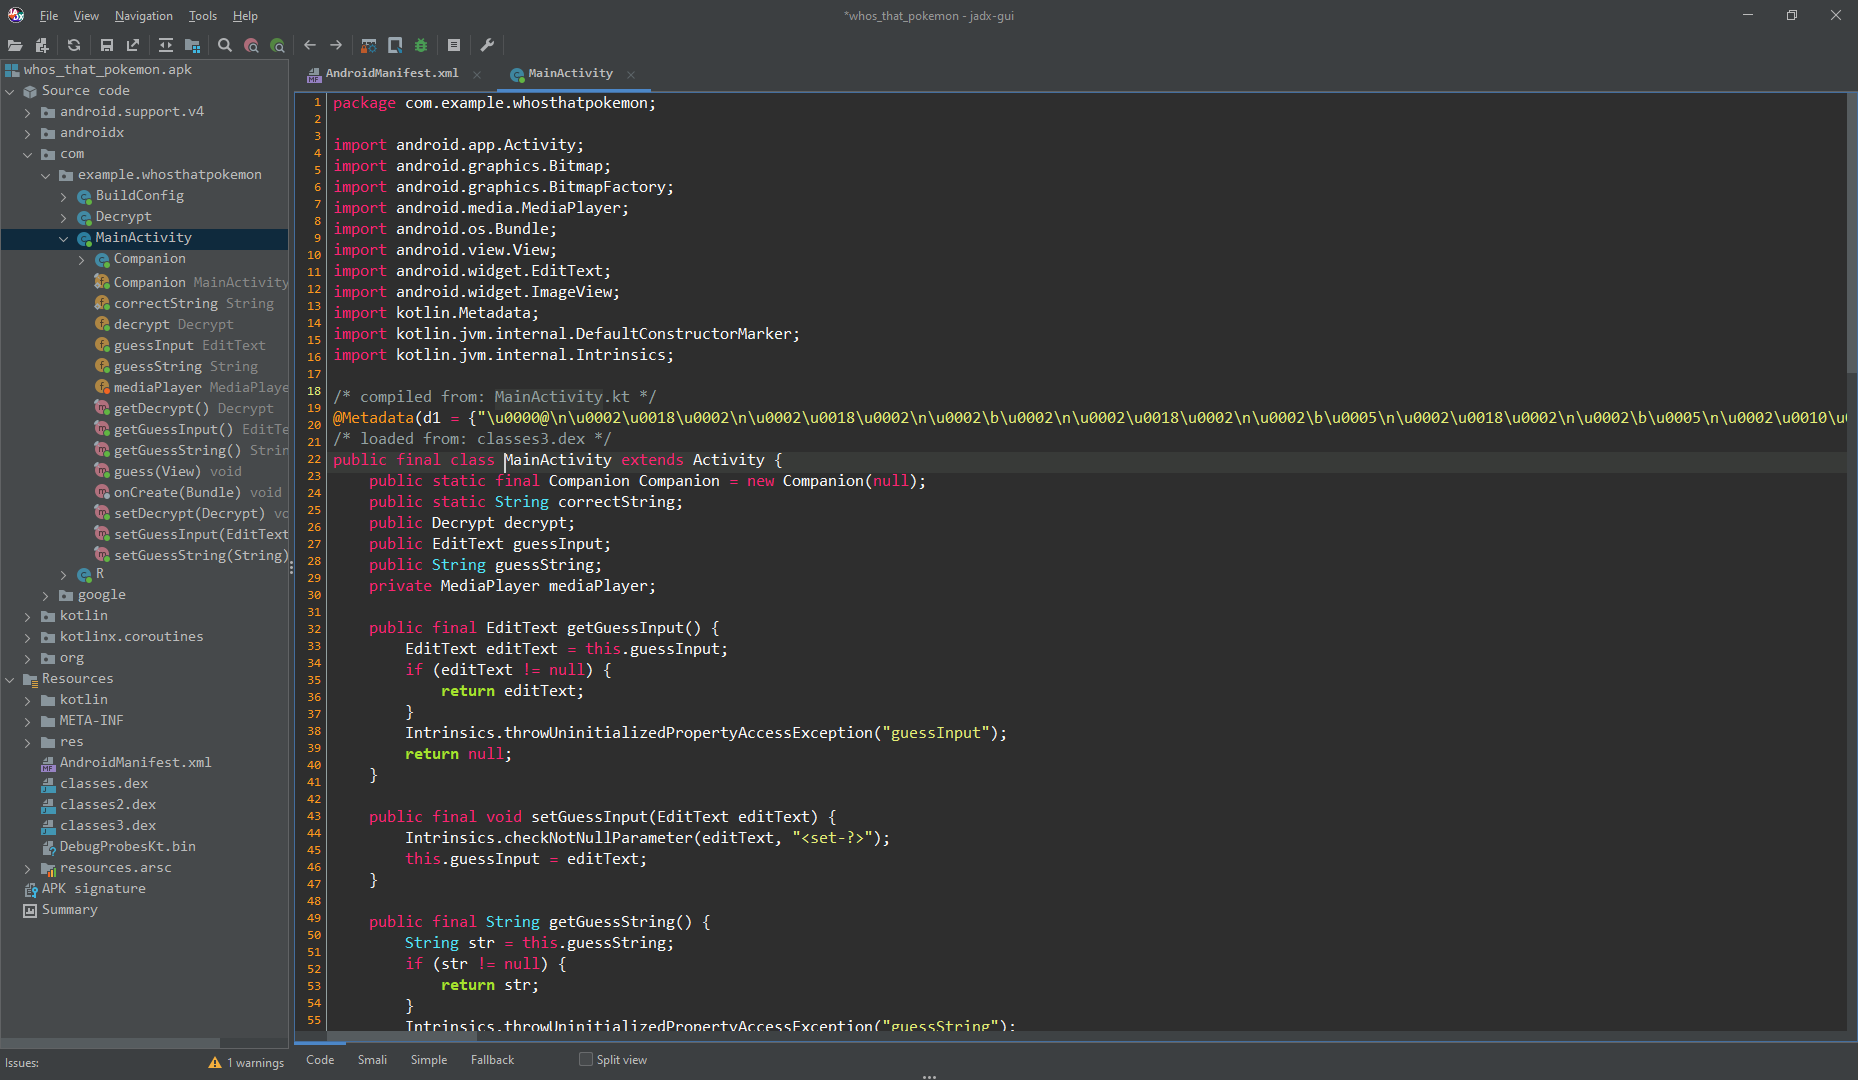 File View Navigation Tools Help
*whos_that_pokemon - jadx-gui
whos_that_pokemon.apk
Source code
android.support.v4
androidx
com
example.whosthatpokemon
BuildConfig
Decrypt
MainActivity
Companion
Companion MainActivity
correctString String
decrypt Decrypt
guessInput EditText
guessString String
mediaPlayer MediaPlaye
getDecrypt() Decrypt
getGuessInput() EditTe
getGuessString() Strin
guess(View) void
onCreate(Bundle) void
setDecrypt(Decrypt) vo
setGuessInput(EditText
setGuessString(String)
R
google
kotlin
kotlinx.coroutines
org
Resources
kotlin
META-INF
res
AndroidManifest.xml
classes.dex
classes2.dex
classes3.dex
DebugProbesKt.bin
resources.arsc
APK signature
Summary
Issues: 1 warnings
AndroidManifest.xml MainActivity
1 package com.example.whosthatpokemon;
2
3 import android.app.Activity;
4 import android.graphics.Bitmap;
5 import android.graphics.BitmapFactory;
6 import android.media.MediaPlayer;
7 import android.os.Bundle;
8 import android.view.View;
9 import android.widget.EditText;
10 import android.widget.ImageView;
11 import kotlin.Metadata;
12 import kotlin.jvm.internal.DefaultConstructorMarker;
13 import kotlin.jvm.internal.Intrinsics;
14
15 /* compiled from: MainActivity.kt */
16 @Metadata(d1 = {"\u0000@\n\u0002\u0018\u0002\n\u0002\u0018\u0002\n\u0002\b\u0002\n\u0002\u0018\u0002\n\u0002\b\u0005\n\u0002\u0018\u0002\n\u0002\b\u0005\n\u0002\u0010\u
17 /* loaded from: classes3.dex */
18 public final class MainActivity extends Activity {
19 public static final Companion Companion = new Companion(null);
20 public static String correctString;
21 public Decrypt decrypt;
22 public EditText guessInput;
23 public String guessString;
24 private MediaPlayer mediaPlayer;
25
26 public final EditText getGuessInput() {
27 EditText editText = this.guessInput;
28 if (editText != null) {
29 return editText;
30 }
31 Intrinsics.throwUninitializedPropertyAccessException("guessInput");
32 return null;
33 }
34
35 public final void setGuessInput(EditText editText) {
36 Intrinsics.checkNotNullParameter(editText, "<set-?>");
37 this.guessInput = editText;
38 }
39
40 public final String getGuessString() {
41 String str = this.guessString;
42 if (str != null) {
43 return str;
44 }
45 Intrinsics.throwUninitializedPropertyAccessException("guessString");
46
47
48
49
50
51
52
53
54
55
Code Smali Simple Fallback Split view